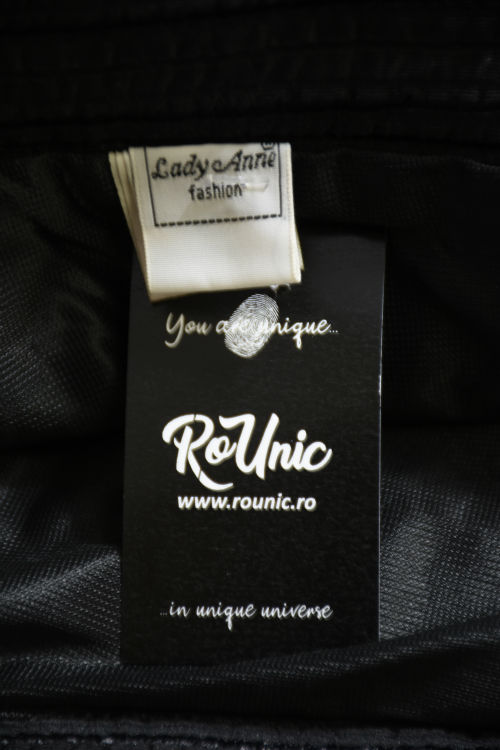 Lady Anne ®
fashion
You are unique...
RoUnic
www.rounic.ro
...in unique universe